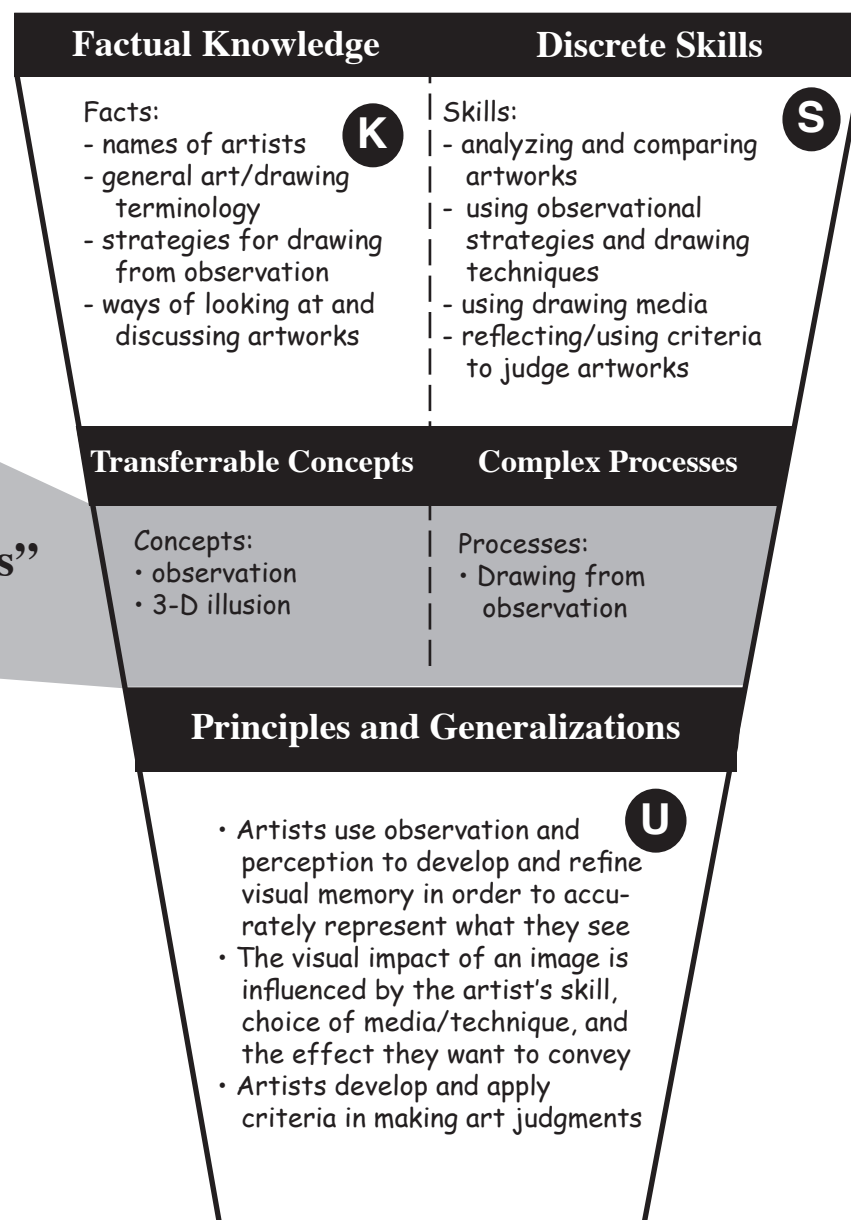 Factual Knowledge
Discrete Skills
Facts:
- names of artists
- general art/drawing
terminology
- strategies for drawing
from observation
- ways of looking at and
discussing artworks
K
Skills:
- analyzing and comparing
artworks
- using observational
strategies and drawing
techniques
- using drawing media
- reflecting/using criteria
to judge artworks
S
Transferrable Concepts
Complex Processes
s”
Concepts:
• observation
• 3-D illusion
Processes:
• Drawing from
observation
Principles and Generalizations
U
• Artists use observation and
perception to develop and refine
visual memory in order to accu-
rately represent what they see
• The visual impact of an image is
influenced by the artist’s skill,
choice of media/technique, and
the effect they want to convey
• Artists develop and apply
criteria in making art judgments